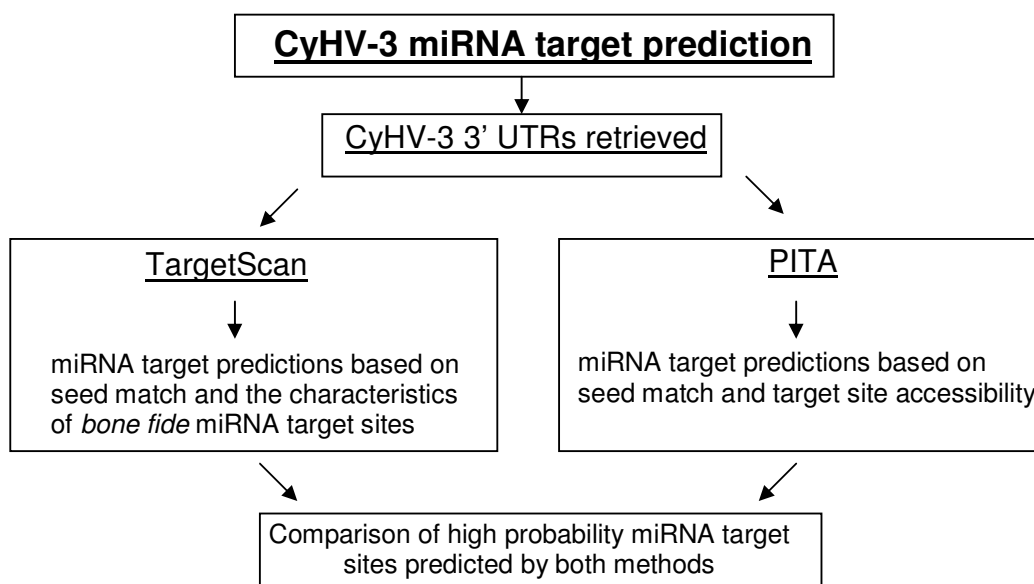 CyHV-3 miRNA target prediction
CyHV-3 3’ UTRs retrieved
TargetScan
miRNA target predictions based on
seed match and the characteristics
of bone fide miRNA target sites
PITA
miRNA target predictions based on
seed match and target site accessibility
Comparison of high probability miRNA target
sites predicted by both methods